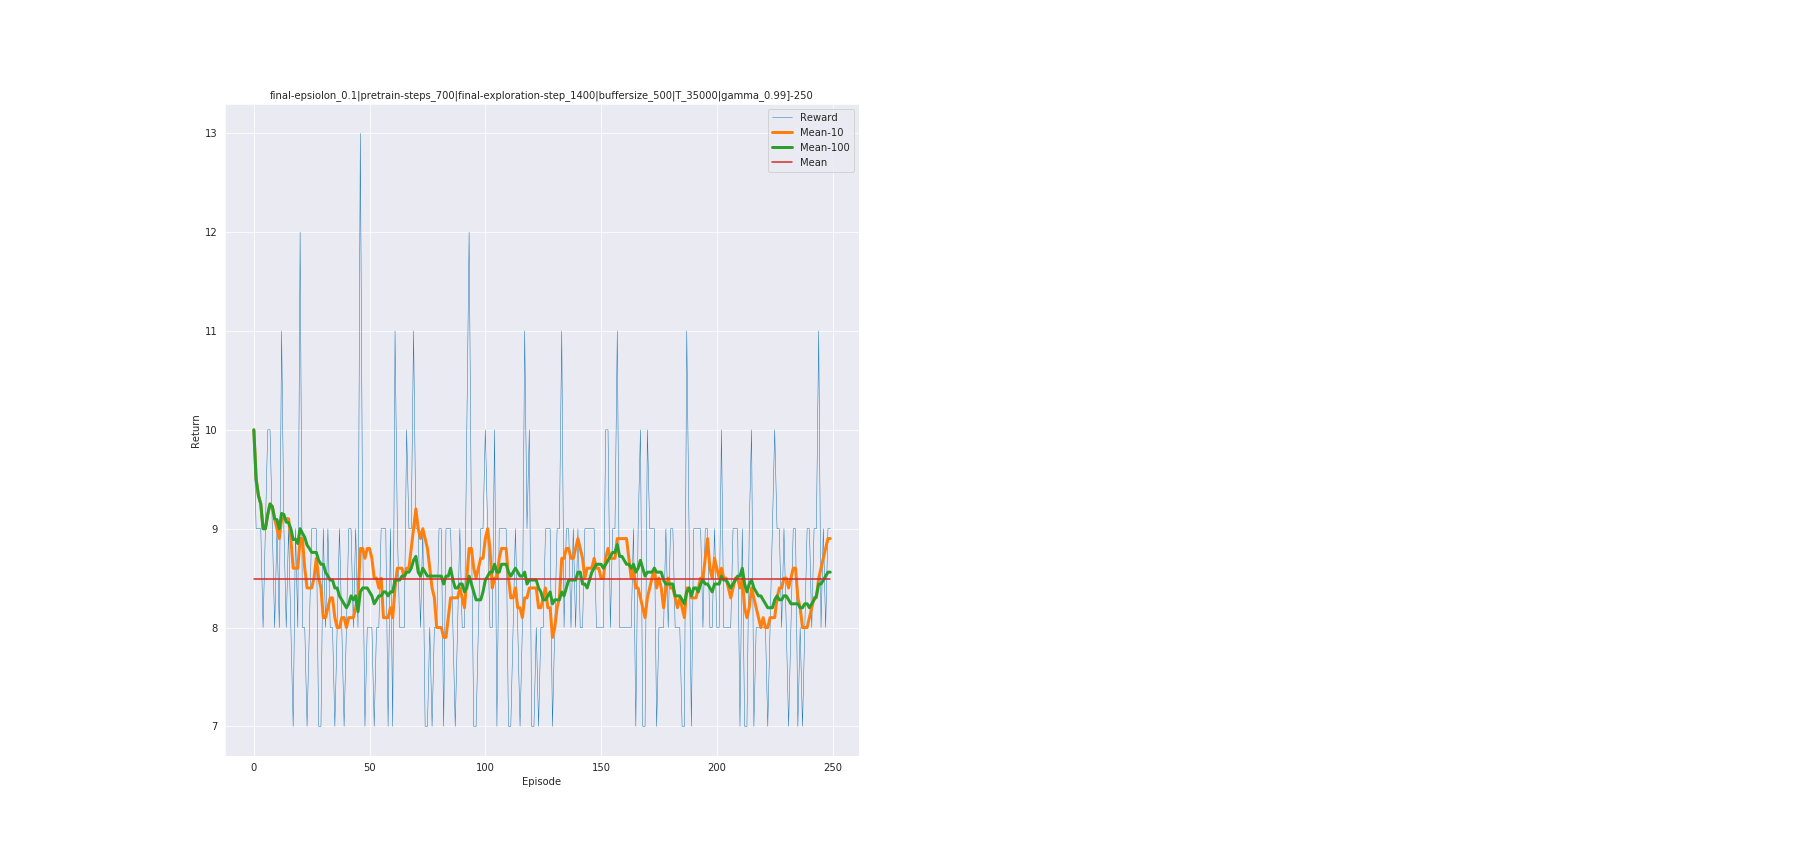 final-epsiolon_0.1|pretrain-steps_700|final-exploration-step_1400|buffersize_500|T_35000|gamma_0.99]-250
Reward
Mean-10
Mean-100
Mean
13
12
11
10
9
8
7
Return
0 50 100 150 200 250
Episode